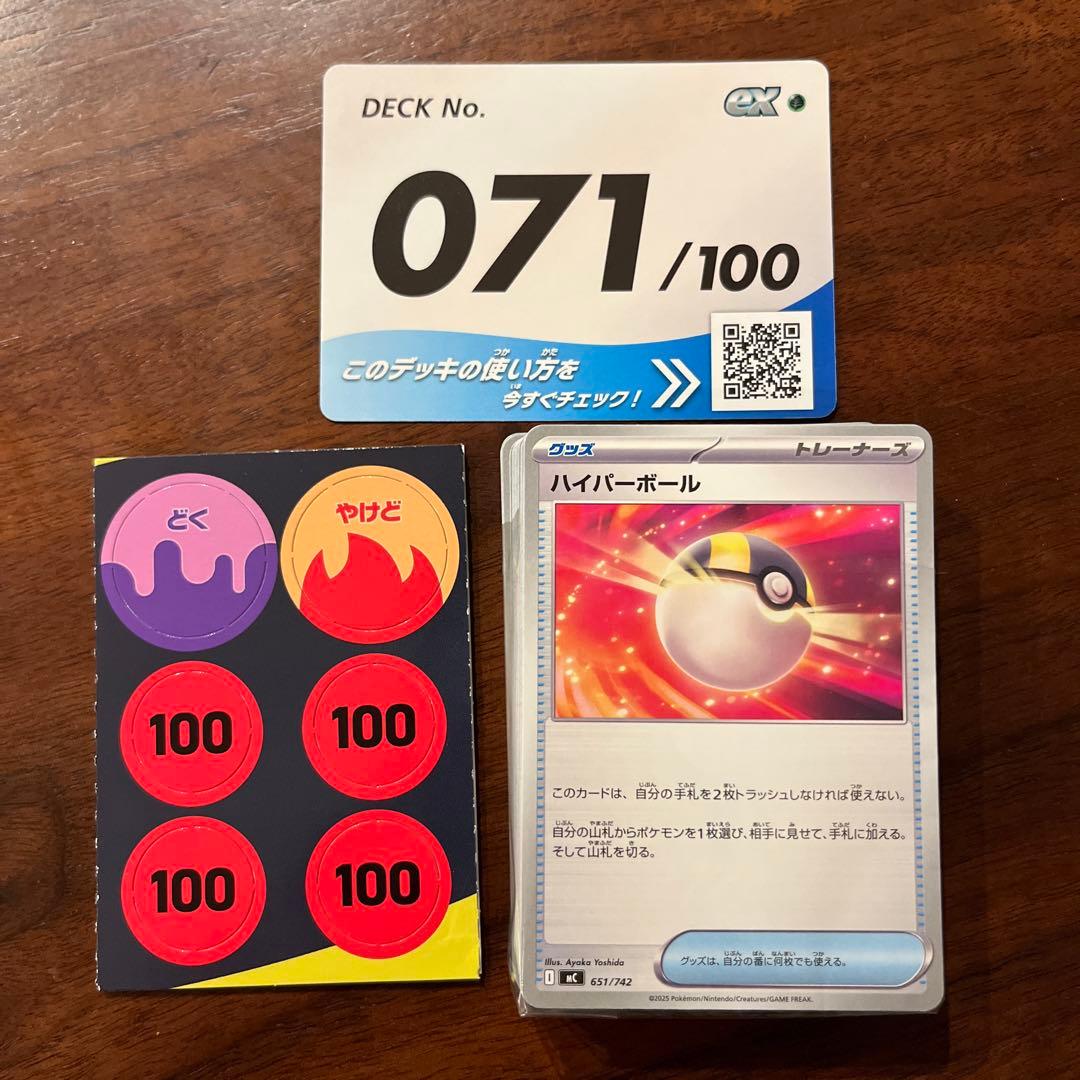 DECK No.
ex
071/100
このデッキの使い方を
今すぐチェック!
どく
やけど
100
100
100
100
グッズ
トレーナーズ
ハイパーボール
このカードは、自分の手札を2枚トラッシュしなければ使えない。
自分の山札からポケモンを1枚選び、相手に見せて、手札に加える。
そして山札を切る。
グッズは、自分の番に何枚でも使える。
Illus. Ayaka Yoshida
I MC 651/742
©2025 Pokémon/Nintendo/Creatures/GAME FREAK.